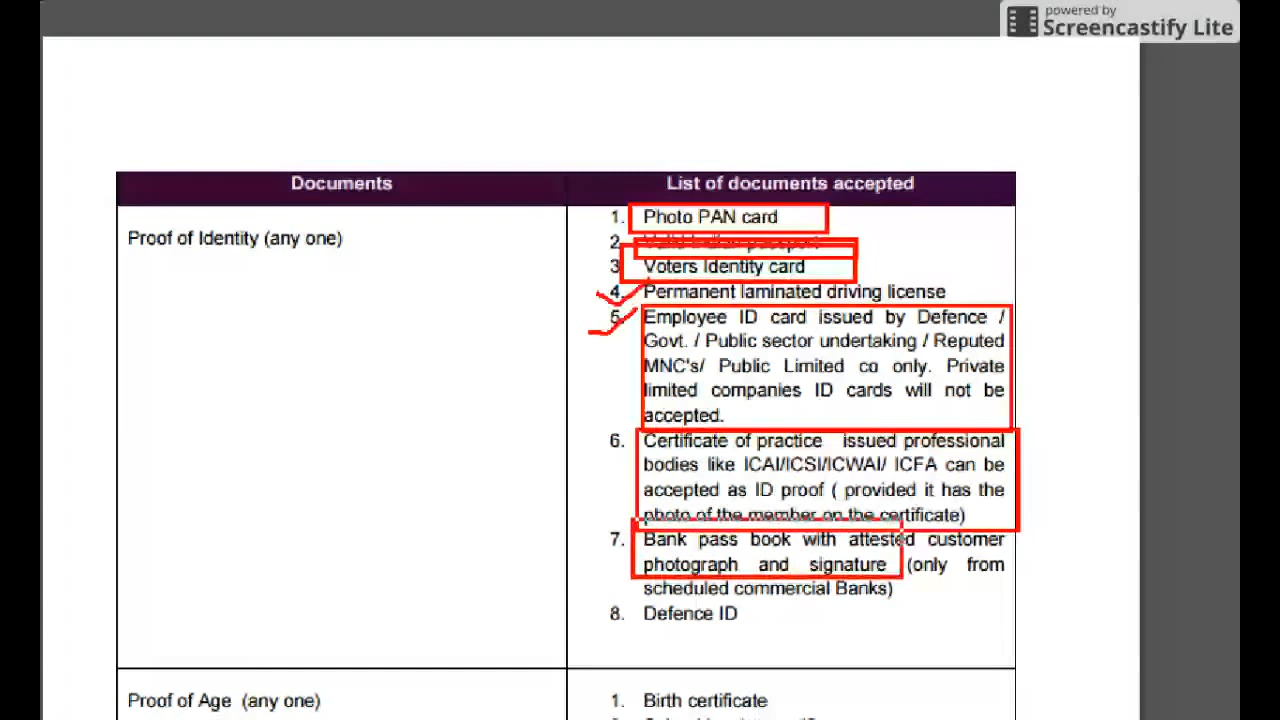 powered by
Screencastify Lite
Documents
List of documents accepted
Proof of Identity (any one)
1. Photo PAN card
2. Valid Indian passport
3 Voters Identity card
4. Permanent laminated driving license
5. Employee ID card issued by Defence /
Govt. / Public sector undertaking / Reputed
MNC's/ Public Limited co only. Private
limited companies ID cards will not be
accepted.
6. Certificate of practice issued professional
bodies like ICAI/ICSI/ICWAI/ ICFA can be
accepted as ID proof ( provided it has the
photo of the member on the certificate)
7. Bank pass book with attested customer
photograph and signature (only from
scheduled commercial Banks)
8. Defence ID
Proof of Age (any one)
1. Birth certificate